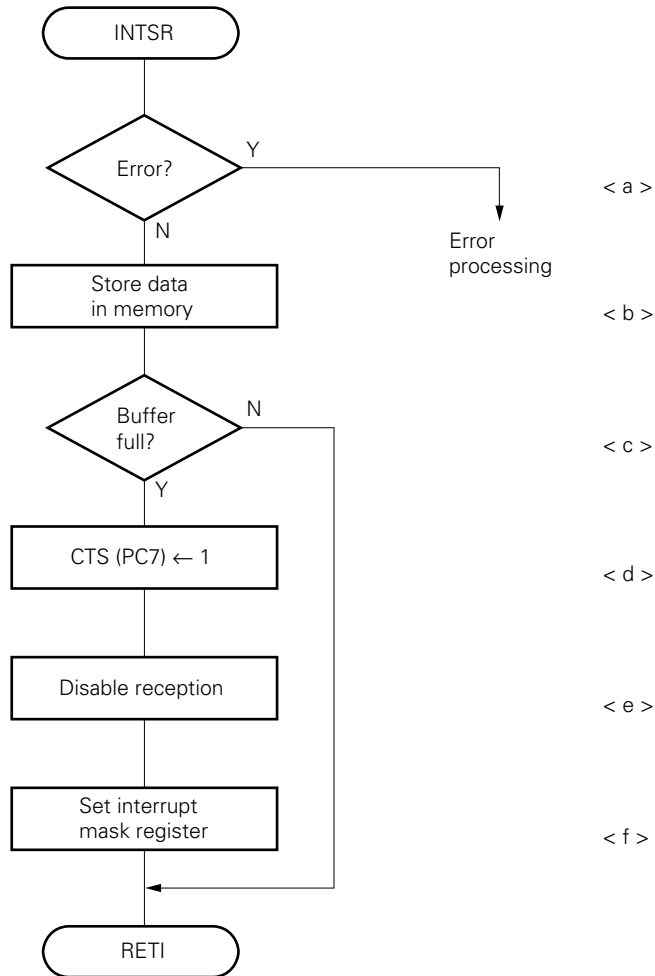 INTSR
Y
Error?
< a >
N
Error
processing
Store data
in memory
< b >
N
Buffer
full?
< c >
Y
CTS (PC7) ← 1
< d >
Disable reception
< e >
Set interrupt
mask register
< f >
RETI